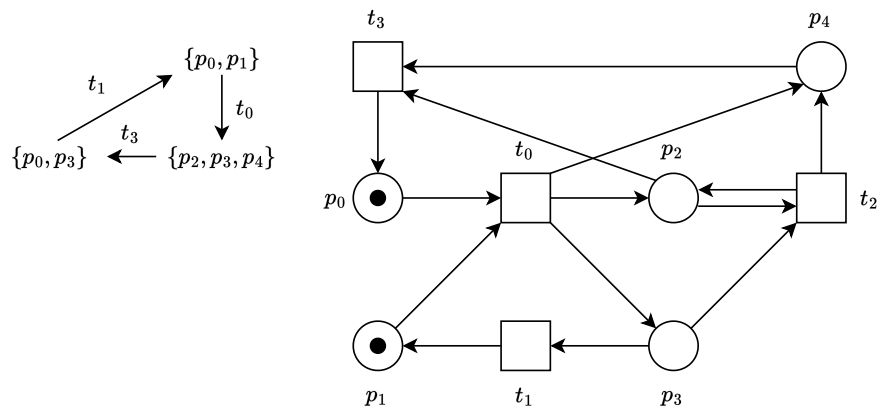 t₃
p₄
{p₀, p₁}
t₁
t₀
t₃
{p₀, p₃}
{p₂, p₃, p₄}
t₀
p₂
p₀
t₂
p₁
t₁
p₃